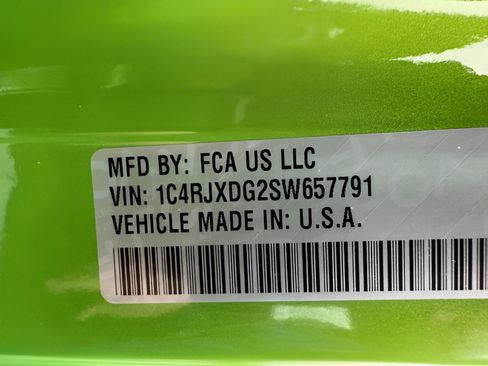 MFD BY: FCA US LLC
VIN: 1C4RJXDG2SW657791
VEHICLE MADE IN: U.S.A.